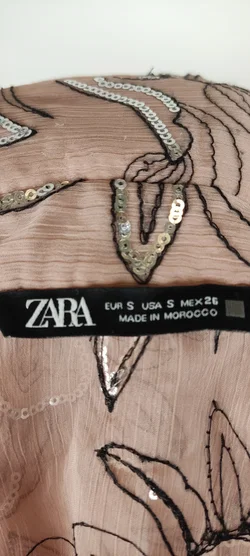 ZARA
EUR S USA S MEX 26
MADE IN MOROCCO